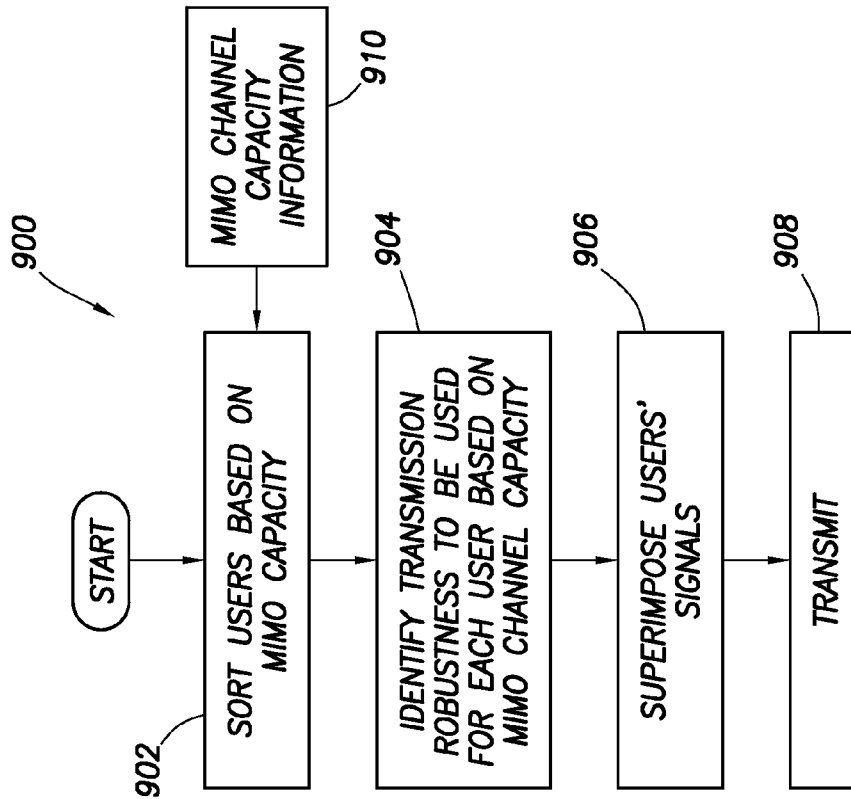 900
START
SORT USERS BASED ON
MIMO CAPACITY
902
MIMO CHANNEL
CAPACITY
INFORMATION
910
IDENTIFY TRANSMISSION
ROBUSTNESS TO BE USED
FOR EACH USER BASED ON
MIMO CHANNEL CAPACITY
904
SUPERIMPOSE USERS'
SIGNALS
906
TRANSMIT
908